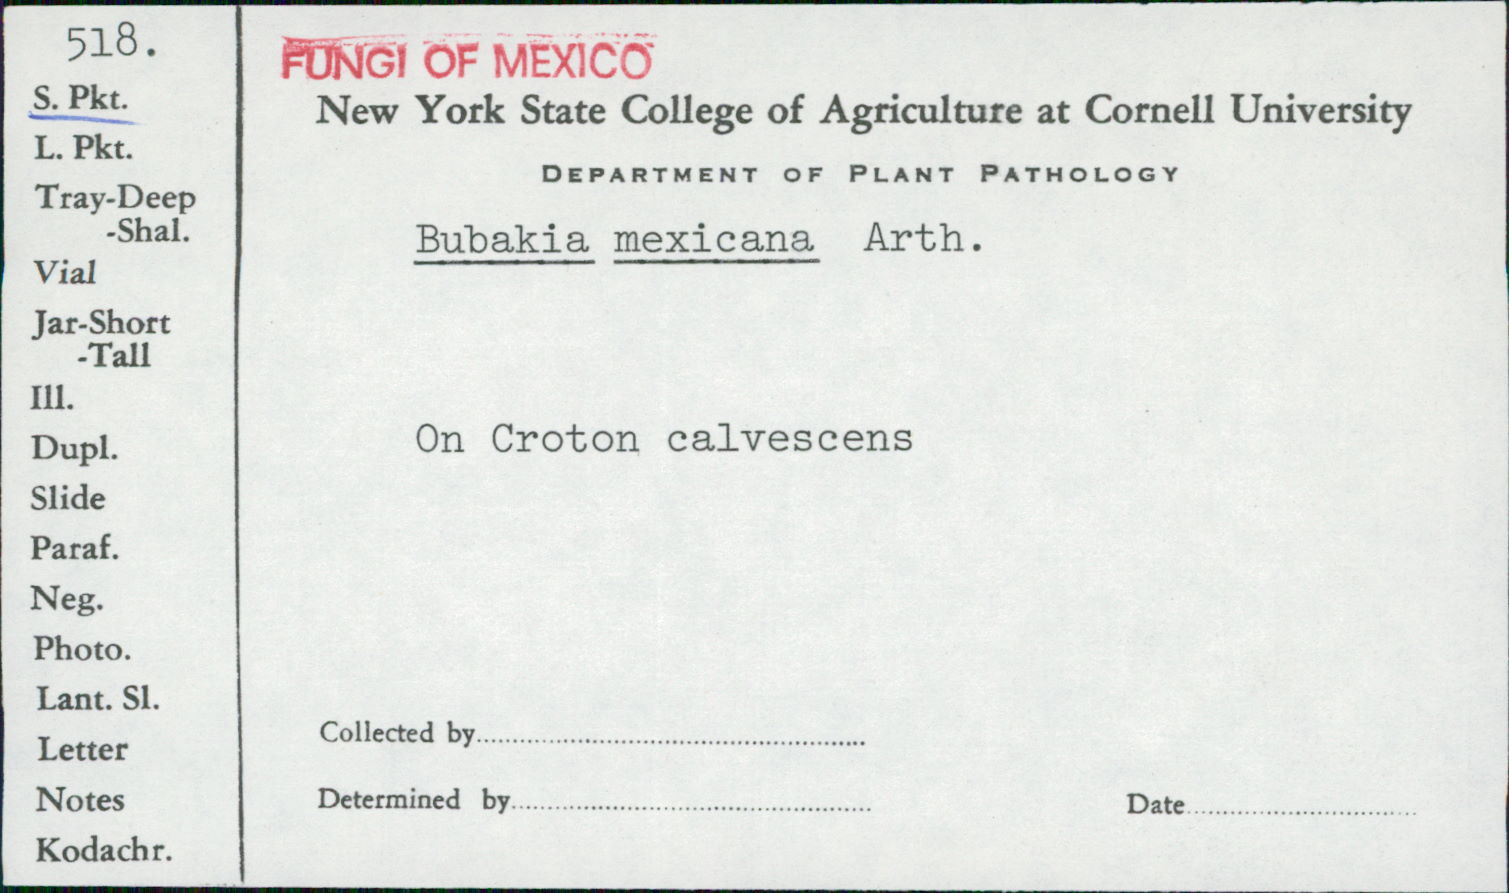 518.
S. Pkt.
L. Pkt.
Tray-Deep
-Shal.
Vial
Jar-Short
-Tall
Ill.
Dupl.
Slide
Paraf.
Neg.
Photo.
Lant. Sl.
Letter
Notes
Kodachr.
FUNGI OF MEXICO
New York State College of Agriculture at Cornell University
DEPARTMENT OF PLANT PATHOLOGY
Bubakia mexicana Arth.
On Croton calvescens
Collected by
Determined by
Date